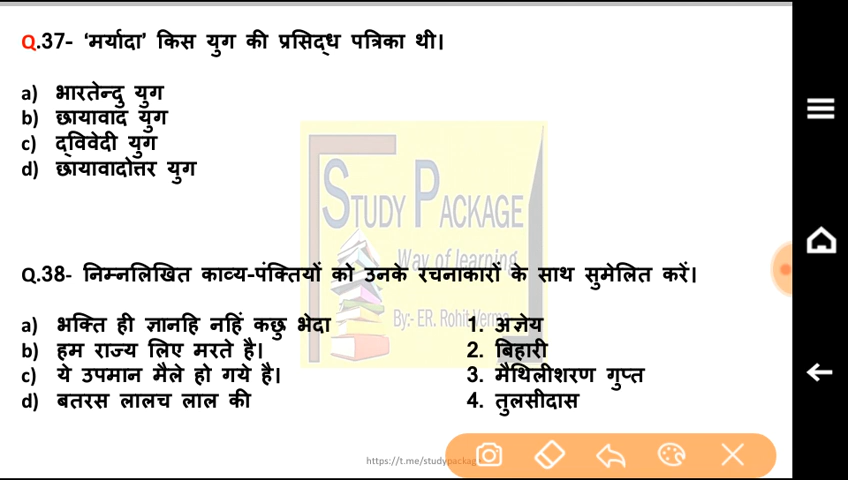 Q.37- ‘मर्यादा’ किस युग की प्रसिद्ध पत्रिका थी।
a) भारतेन्दु युग
b) छायावाद युग
c) द्विवेदी युग
d) छायावादोत्तर युग
STUDY PACKAGE
Way of learning
Q.38- निम्नलिखित काव्य-पंक्तियों को उनके रचनाकारों के साथ सुमेलित करें।
By:- ER. Rohit Verma
a) भक्ति ही ज्ञानहि नहिं कछु भेदा 1. अज्ञेय
b) हम राज्य लिए मरते है। 2. बिहारी
c) ये उपमान मैले हो गये है। 3. मैथिलीशरण गुप्त
d) बतरस लालच लाल की 4. तुलसीदास
https://t.me/studypackag